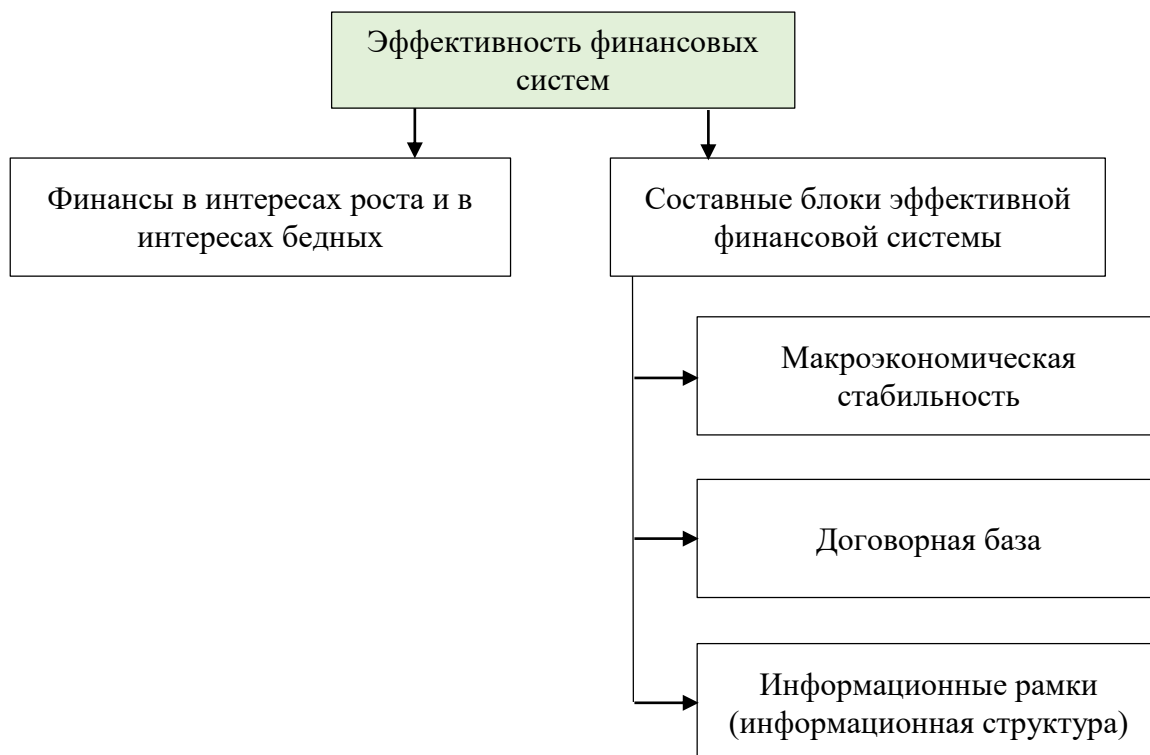 Эффективность финансовых
систем
Финансы в интересах роста и в
интересах бедных
Составные блоки эффективной
финансовой системы
Макроэкономическая
стабильность
Договорная база
Информационные рамки
(информационная структура)